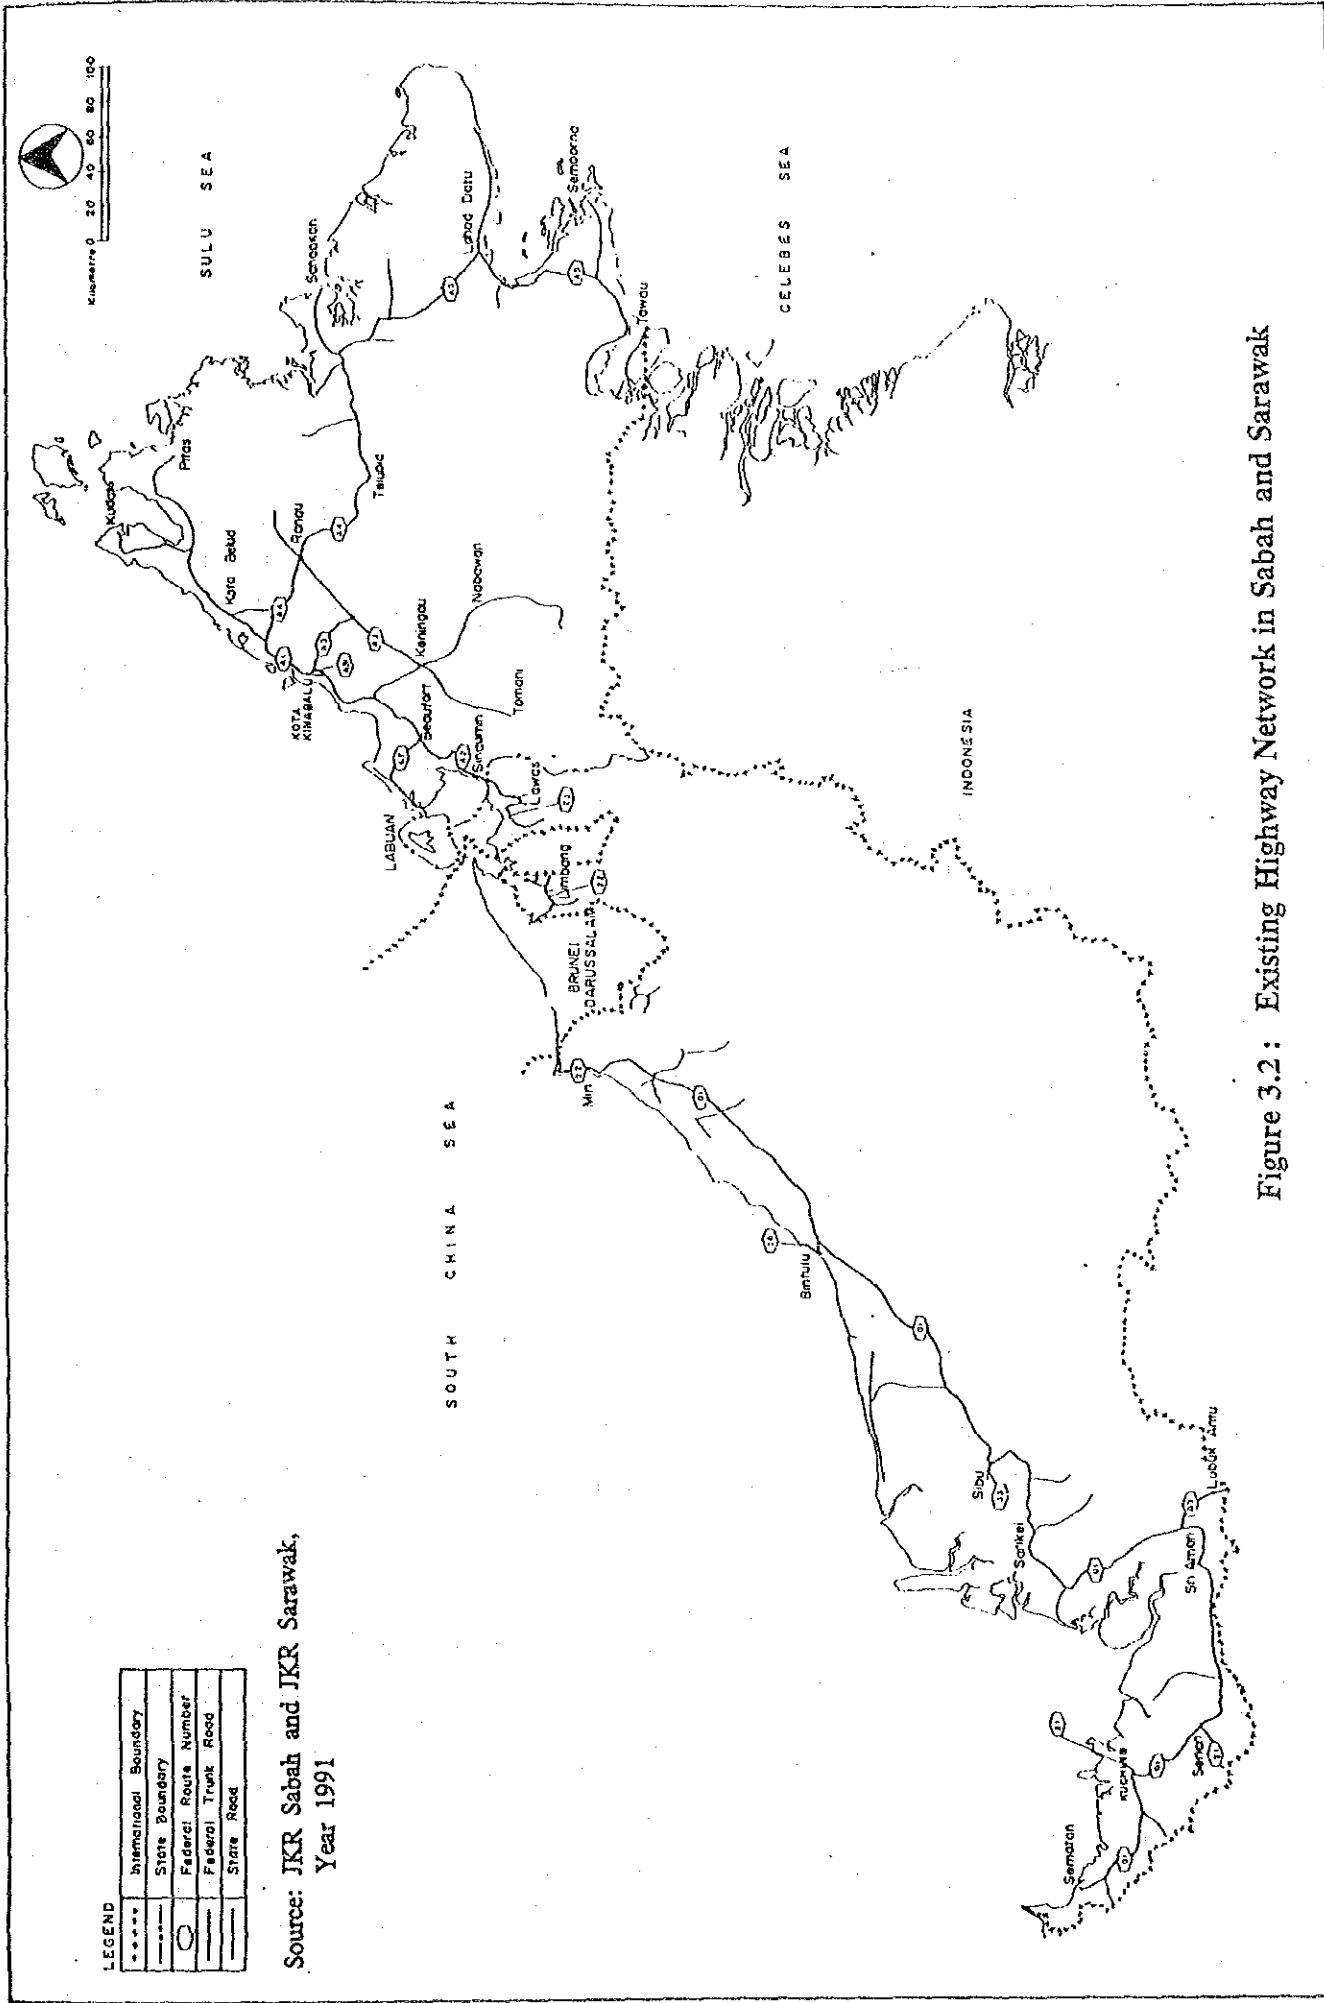 LEGEND
International Boundary
State Boundary
Federal Route Number
Federal Trunk Road
State Road
Source: JKR Sabah and JKR Sarawak,
Year 1991
Kilometre 0 20 40 60 80 100
SULU SEA
SOUTH CHINA SEA
CELEBES SEA
INDONESIA
Kudat
Pitas
Kota Belud
Ranau
Telupid
Sandakan
Lahad Datu
Semporna
Tawau
KOTA
KINABALU
Keningau
Nabawan
Tomani
Beaufort
Sindumin
LABUAN
Lawas
Limbang
BRUNEI
DARUSSALAM
Miri
Bintulu
Sibu
Sarikei
Sri Aman
Lubuk Antu
KUCHING
Serian
Sematan
Figure 3.2 : Existing Highway Network in Sabah and Sarawak